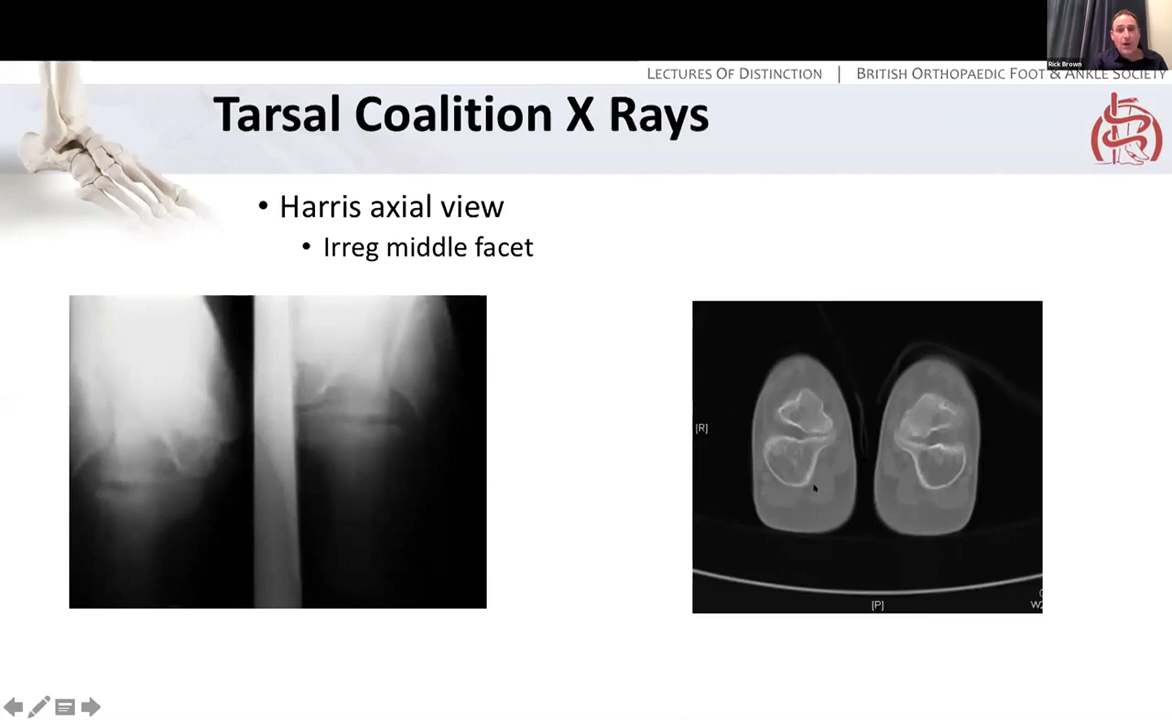 Rick Brown
LECTURES OF DISTINCTION | BRITISH ORTHOPAEDIC FOOT & ANKLE SOCIETY
Tarsal Coalition X Rays
• Harris axial view
• Irreg middle facet
[R]
[P]